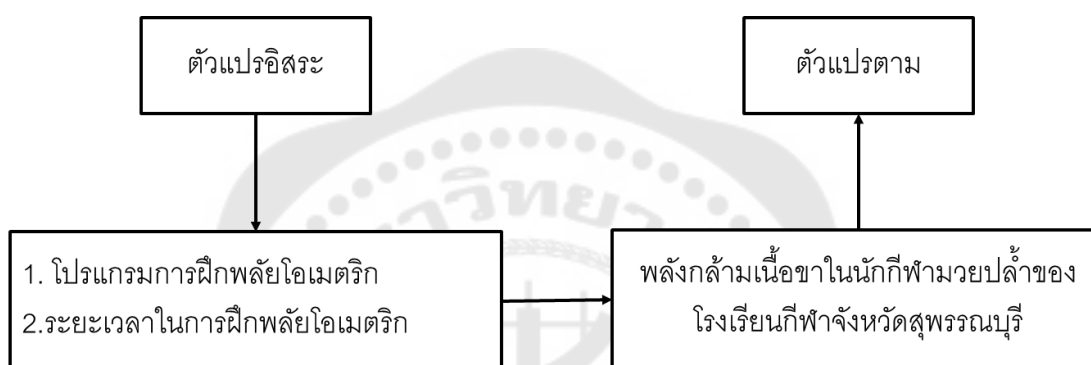 ตัวแปรอิสระ
ตัวแปรตาม
1. โปรแกรมการฝึกพลัยโอเมตริก
2.ระยะเวลาในการฝึกพลัยโอเมตริก
พลังกล้ามเนื้อขาในนักกีฬามวยปล้ำของ
โรงเรียนกีฬาจังหวัดสุพรรณบุรี